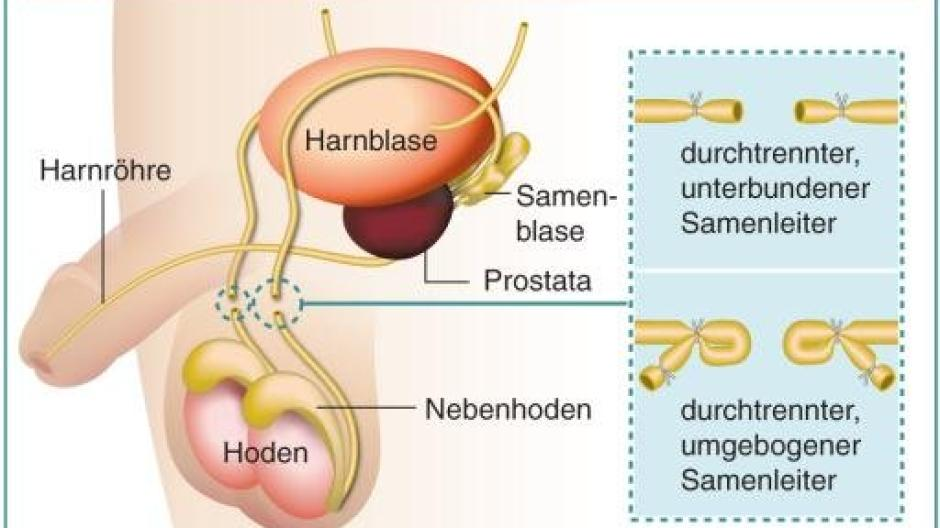 Harnröhre
Harnblase
Samen-
blase
Prostata
Nebenhoden
Hoden
durchtrennter,
unterbundener
Samenleiter
durchtrennter,
umgebogener
Samenleiter